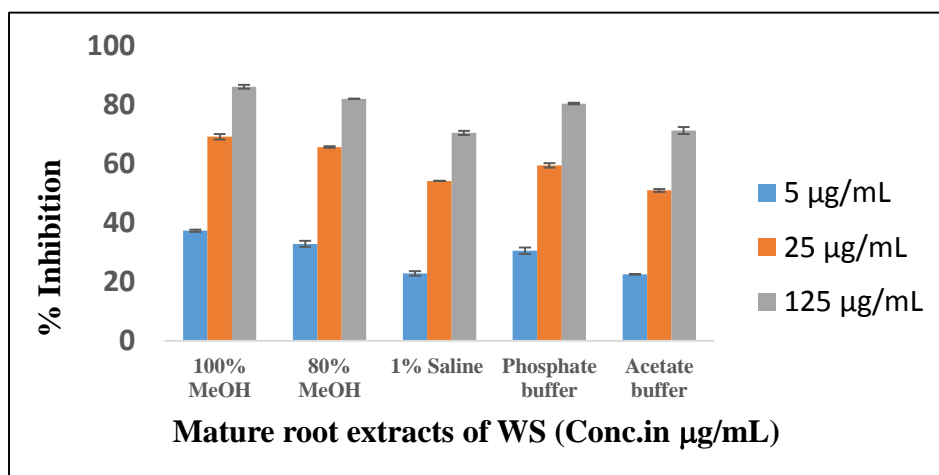 100
80
60
40
20
0
% Inhibition
100% MeOH
80% MeOH
1% Saline
Phosphate buffer
Acetate buffer
Mature root extracts of WS (Conc.in µg/mL)
5 µg/mL
25 µg/mL
125 µg/mL